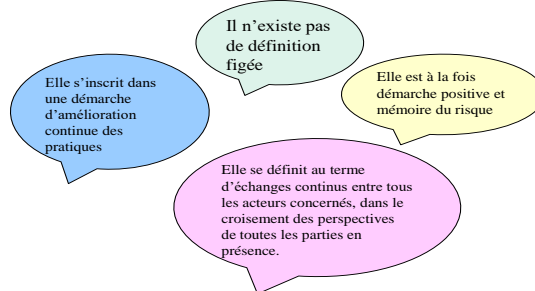 Il n’existe pas
de définition
figée
Elle s’inscrit dans
une démarche
d’amélioration
continue des
pratiques
Elle est à la fois
démarche positive et
mémoire du risque
Elle se définit au terme
d’échanges continus entre tous
les acteurs concernés, dans le
croisement des perspectives
de toutes les parties en
présence.